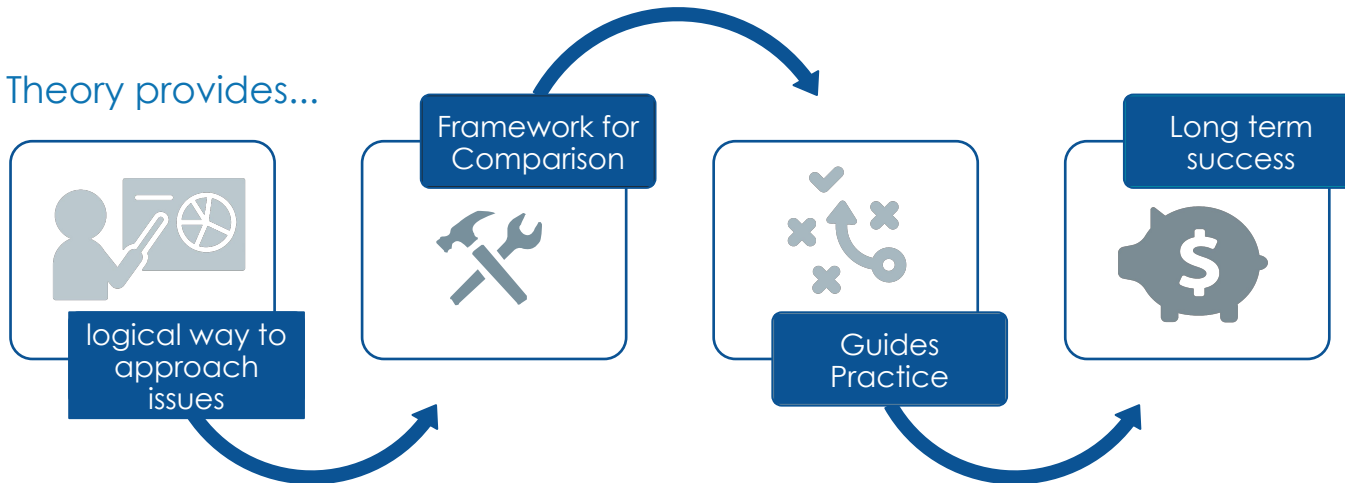 Theory provides...
logical way to
approach
issues
Framework for
Comparison
Guides
Practice
Long term
success
$